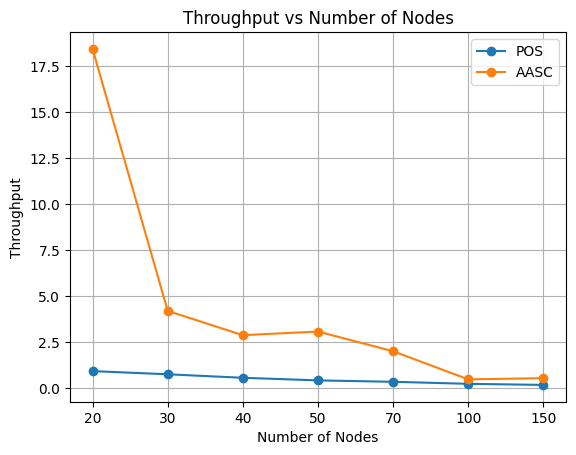 Throughput vs Number of Nodes
POS
AASC
Throughput
17.5
15.0
12.5
10.0
7.5
5.0
2.5
0.0
20 30 40 50 70 100 150
Number of Nodes